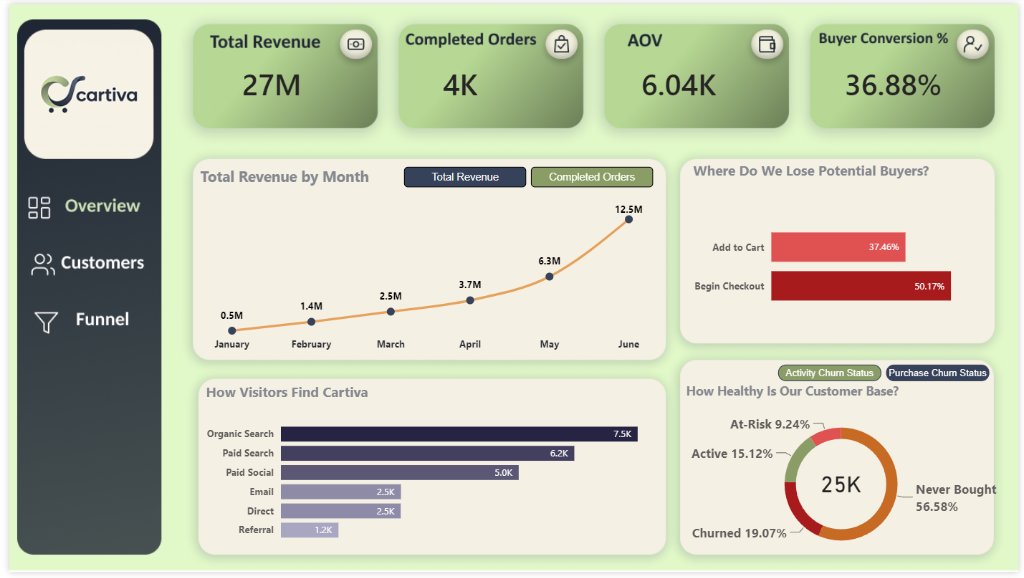 cartiva
Overview
Customers
Funnel
Total Revenue
27M
Completed Orders
4K
AOV
6.04K
Buyer Conversion %
36.88%
Total Revenue by Month
Total Revenue
Completed Orders
0.5M
1.4M
2.5M
3.7M
6.3M
12.5M
January
February
March
April
May
June
Where Do We Lose Potential Buyers?
Add to Cart
37.46%
Begin Checkout
50.17%
How Visitors Find Cartiva
Organic Search
7.5K
Paid Search
6.2K
Paid Social
5.0K
Email
2.5K
Direct
2.5K
Referral
1.2K
Activity Churn Status
Purchase Churn Status
How Healthy Is Our Customer Base?
At-Risk 9.24%
Active 15.12%
25K
Never Bought
56.58%
Churned 19.07%